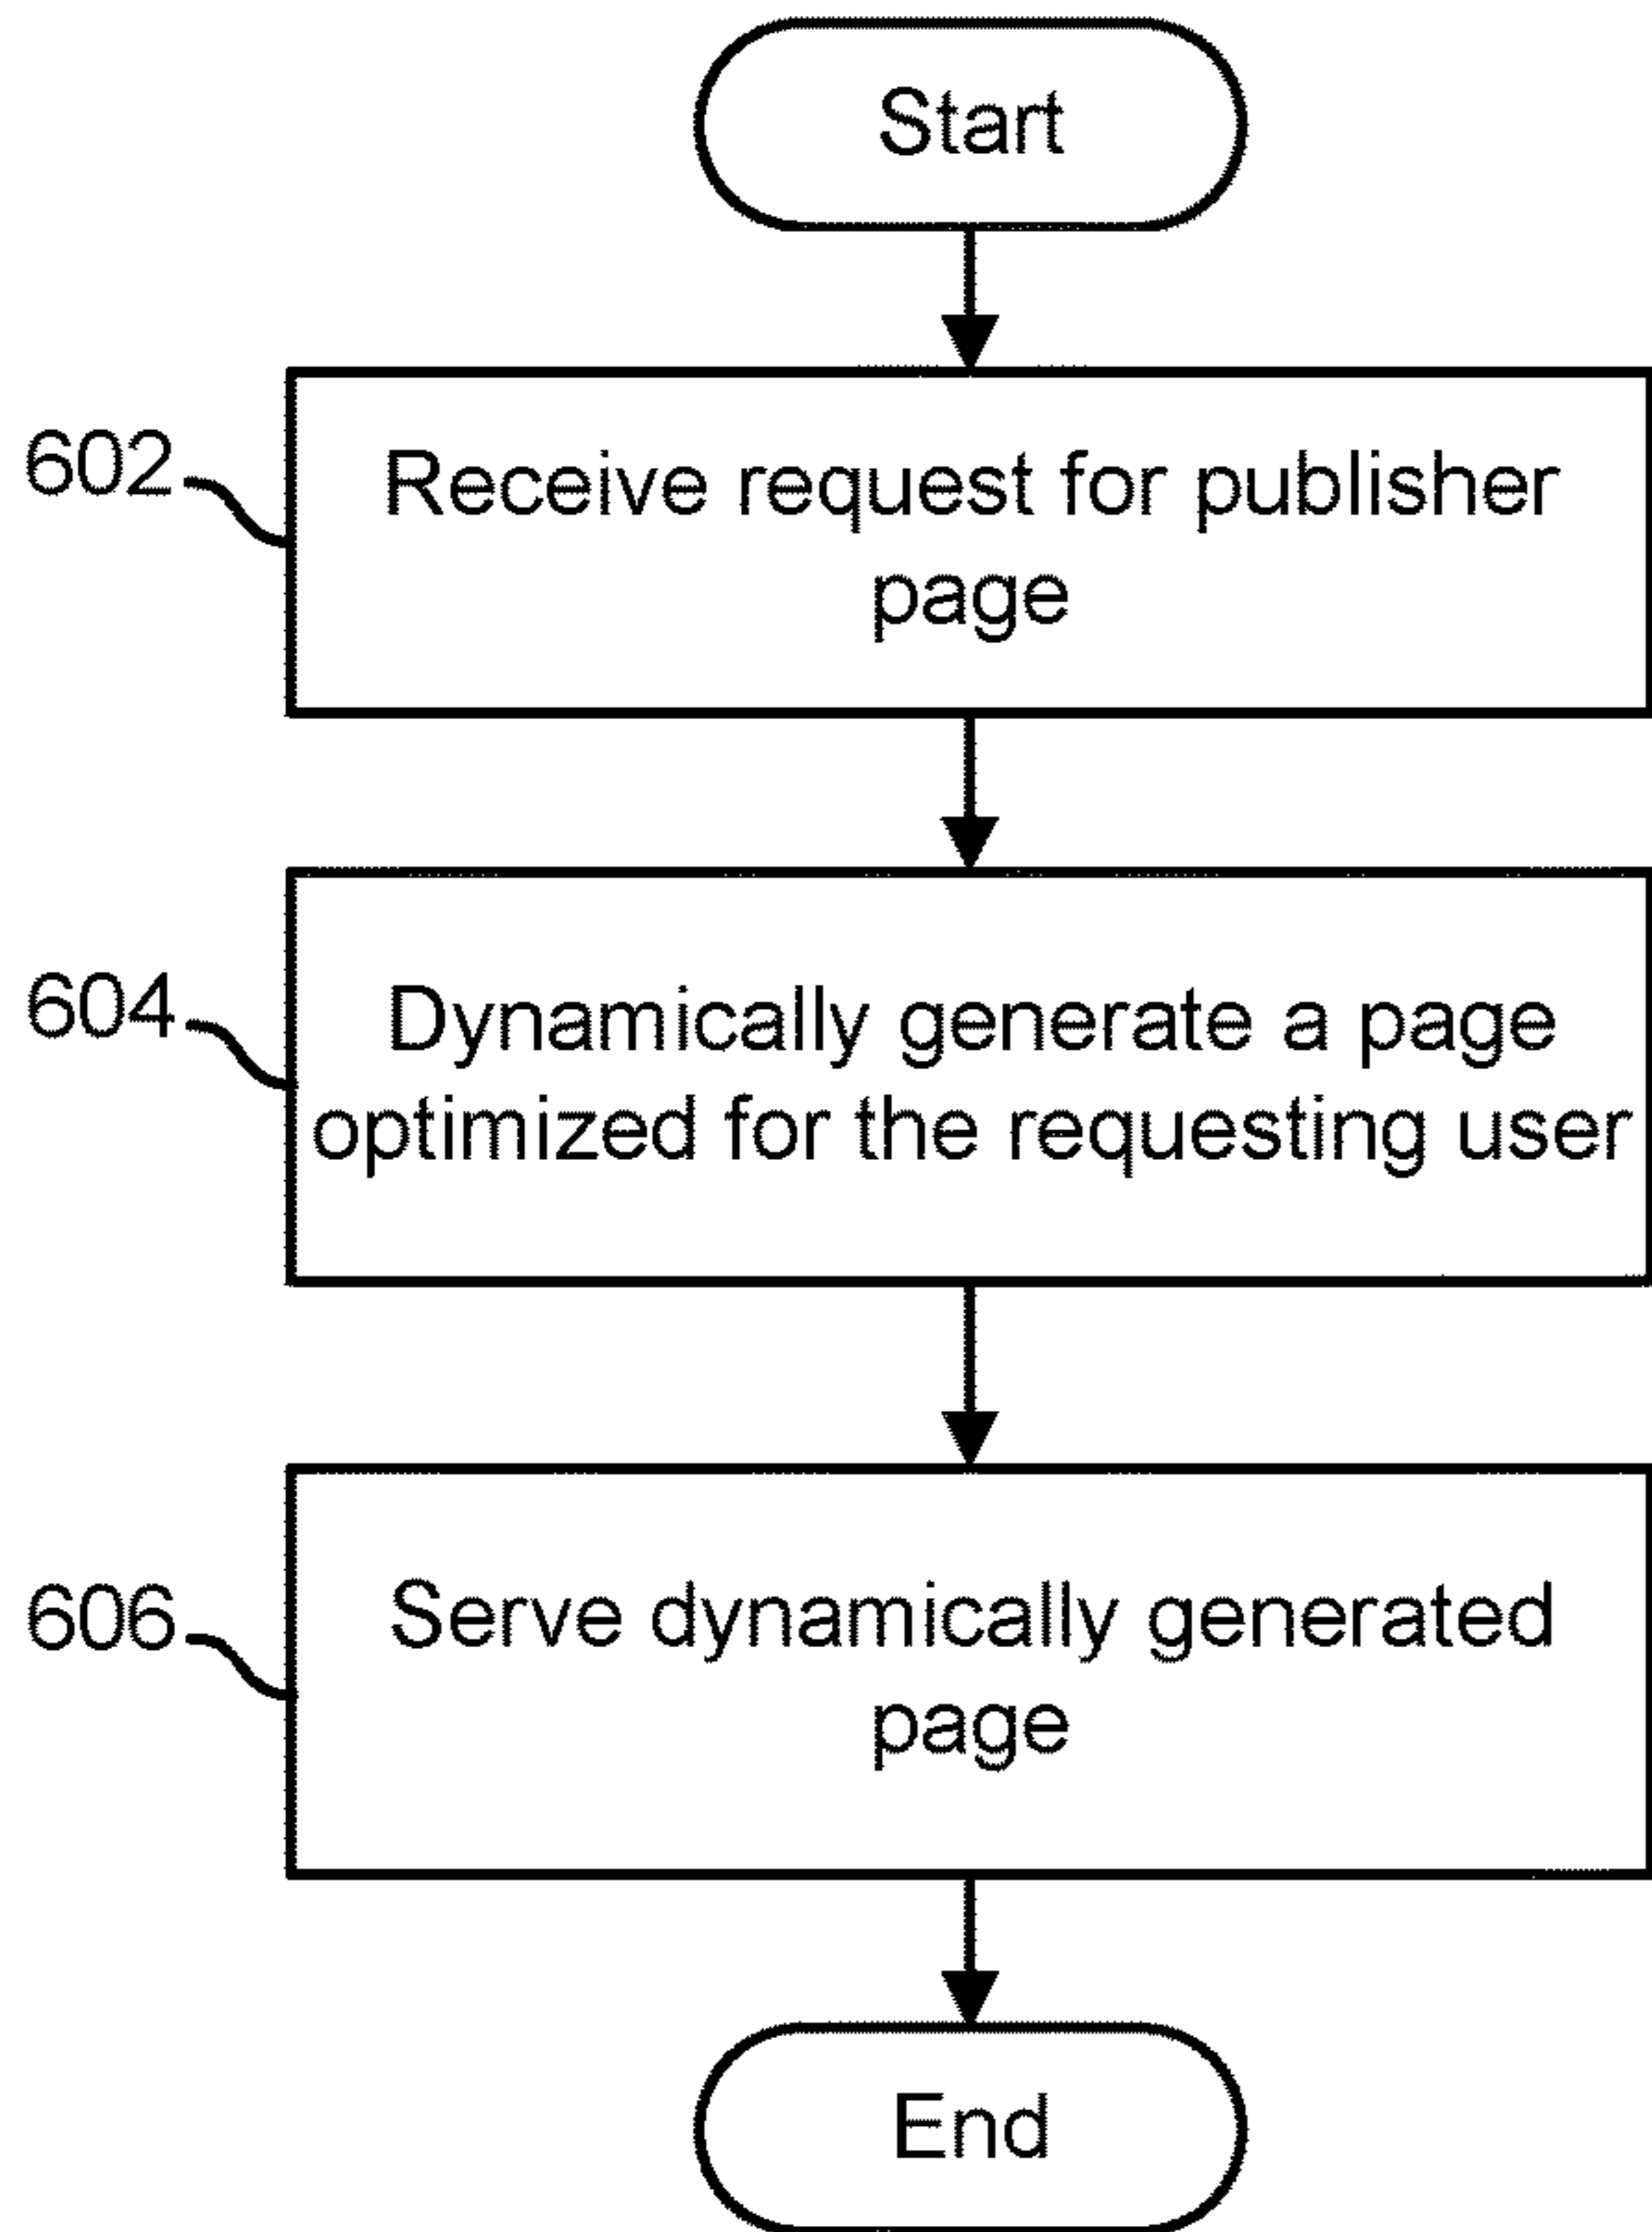 Start
602
Receive request for publisher
page
604
Dynamically generate a page
optimized for the requesting user
606
Serve dynamically generated
page
End